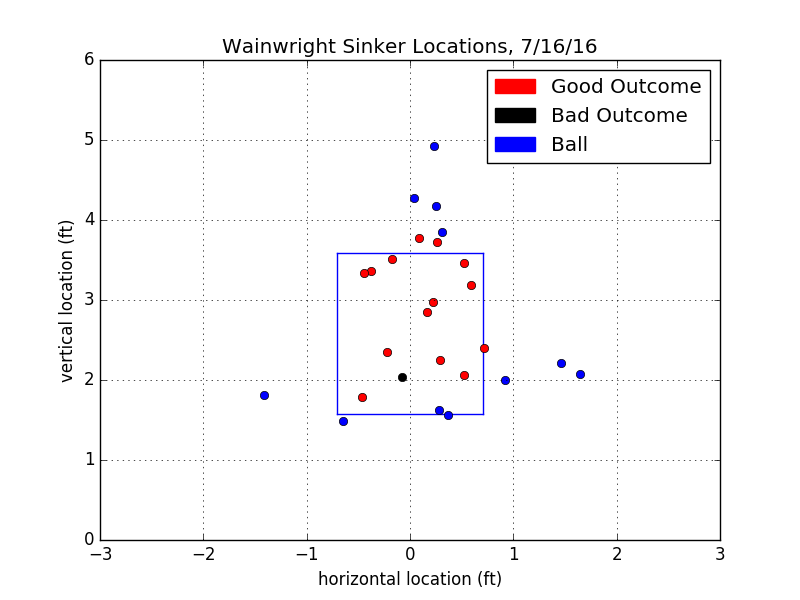 Wainwright Sinker Locations, 7/16/16
Good Outcome
Bad Outcome
Ball
6
5
4
3
2
1
0
vertical location (ft)
−3 −2 −1 0 1 2 3
horizontal location (ft)